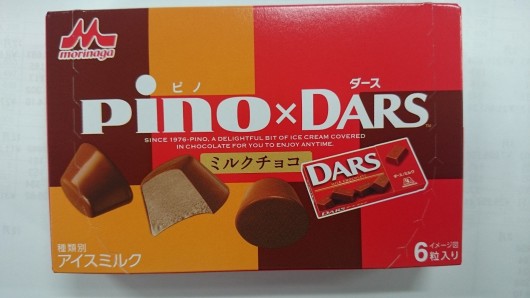 morinaga
ピノ ダース
pino×DARS
SINCE 1976-PINO, A DELIGHTFUL BIT OF ICE CREAM COVERED
IN CHOCOLATE FOR YOU TO ENJOY ANYTIME.
ミルクチョコ
DARS
種類別
アイスミルク
イメージ図
6粒入り